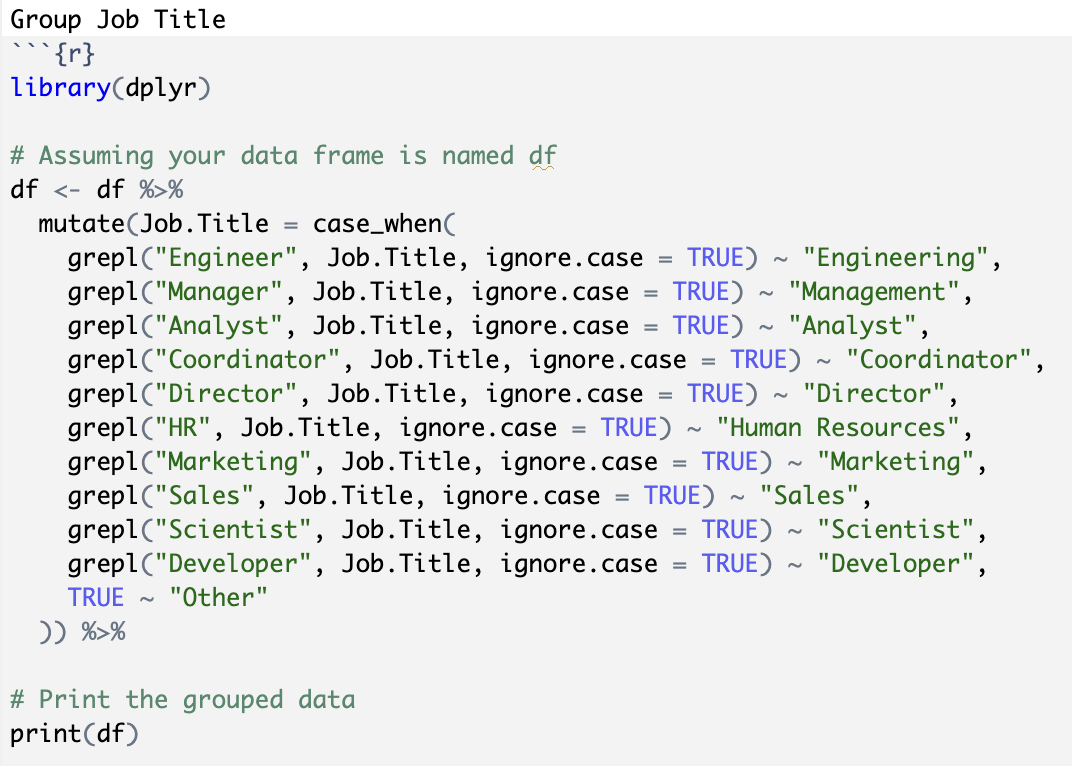 Group Job Title
```{r}
library(dplyr)
# Assuming your data frame is named df
df <- df %>%
  mutate(Job.Title = case_when(
    grepl("Engineer", Job.Title, ignore.case = TRUE) ~ "Engineering",
    grepl("Manager", Job.Title, ignore.case = TRUE) ~ "Management",
    grepl("Analyst", Job.Title, ignore.case = TRUE) ~ "Analyst",
    grepl("Coordinator", Job.Title, ignore.case = TRUE) ~ "Coordinator",
    grepl("Director", Job.Title, ignore.case = TRUE) ~ "Director",
    grepl("HR", Job.Title, ignore.case = TRUE) ~ "Human Resources",
    grepl("Marketing", Job.Title, ignore.case = TRUE) ~ "Marketing",
    grepl("Sales", Job.Title, ignore.case = TRUE) ~ "Sales",
    grepl("Scientist", Job.Title, ignore.case = TRUE) ~ "Scientist",
    grepl("Developer", Job.Title, ignore.case = TRUE) ~ "Developer",
    TRUE ~ "Other"
  )) %>%
# Print the grouped data
print(df)